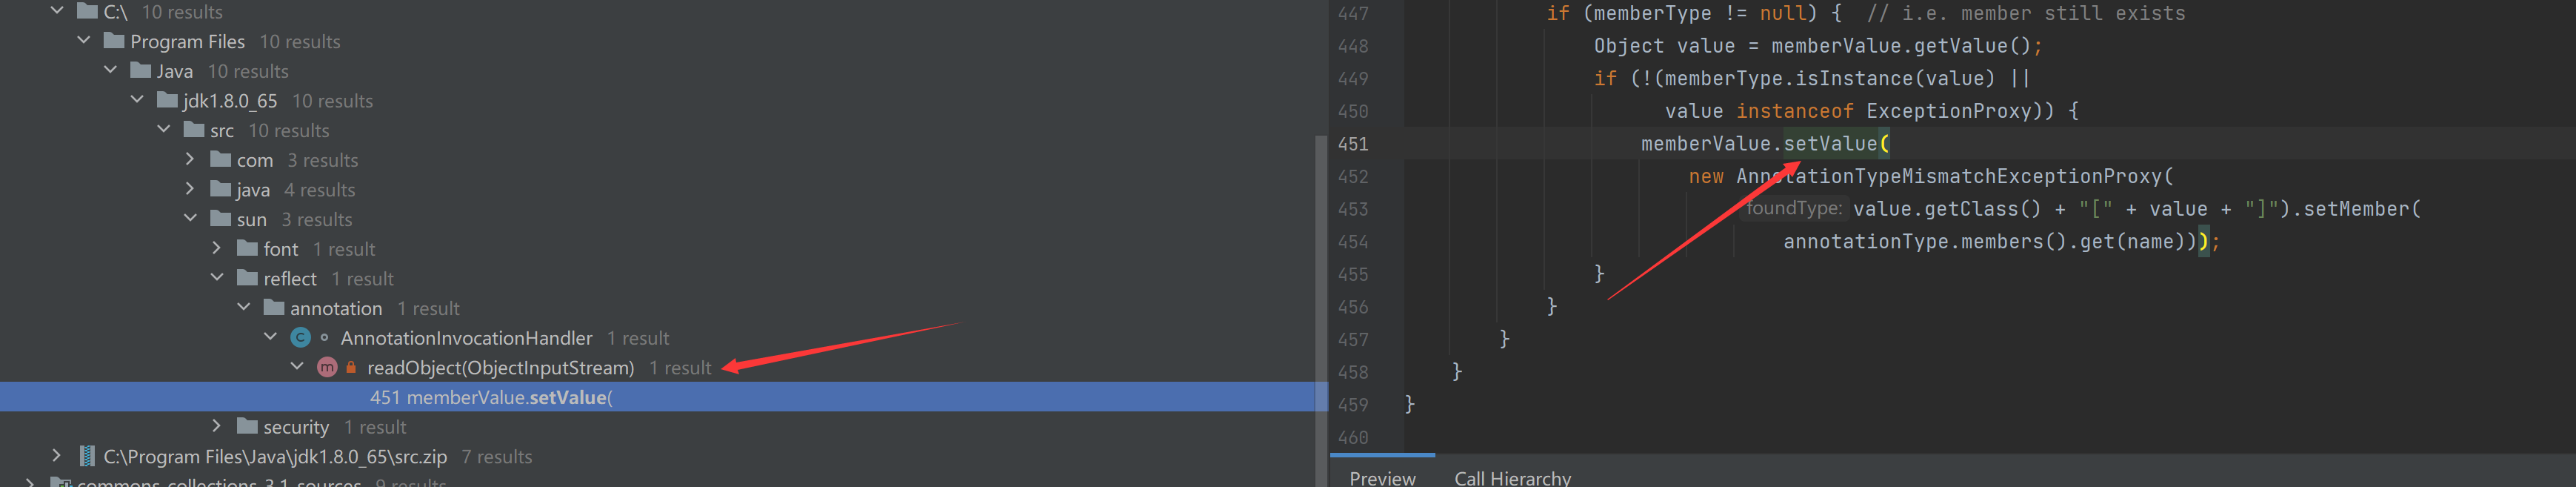 C:\ 10 results
Program Files 10 results
Java 10 results
jdk1.8.0_65 10 results
src 10 results
com 3 results
java 4 results
sun 3 results
font 1 result
reflect 1 result
annotation 1 result
C AnnotationInvocationHandler 1 result
m readObject(ObjectInputStream) 1 result
451 memberValue.setValue(
security 1 result
C:\Program Files\Java\jdk1.8.0_65\src.zip 7 results
commons-collections-3.1-sources 9 results
447 if (memberType != null) { // i.e. member still exists
448 Object value = memberValue.getValue();
449 if (!(memberType.isInstance(value) ||
450 value instanceof ExceptionProxy)) {
451 memberValue.setValue(
452 new AnnotationTypeMismatchExceptionProxy(
453 foundType: value.getClass() + "[" + value + "]").setMember(
454 annotationType.members().get(name)));
455 }
456 }
457 }
458 }
459 }
460
Preview Call Hierarchy